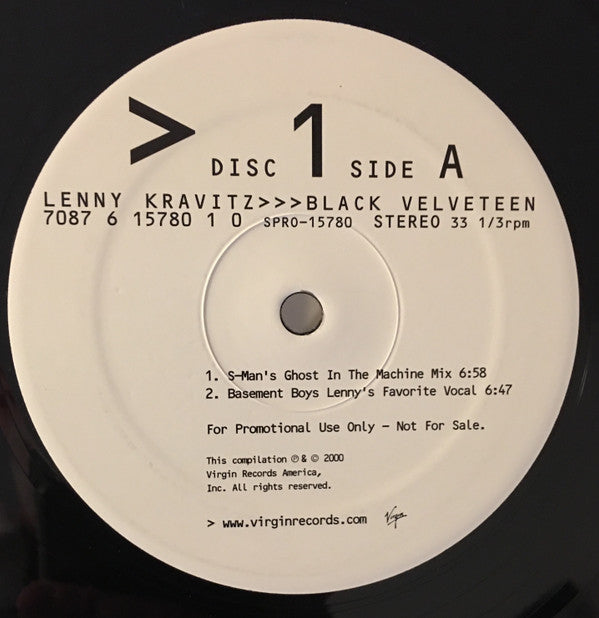 > DISC 1 SIDE A
LENNY KRAVITZ>>>BLACK VELVETEEN
7087 6 15780 1 0 SPRO-15780 STEREO 33 1/3rpm
1. S-Man's Ghost In The Machine Mix 6:58
2. Basement Boys Lenny's Favorite Vocal 6:47
For Promotional Use Only - Not For Sale.
This compilation ℗ & © 2000
Virgin Records America,
Inc. All rights reserved.
> www.virginrecords.com Virgin